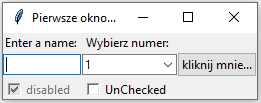 Pierwsze okno...
Enter a name: Wybierz numer:
1 kliknij mnie...
disabled UnChecked